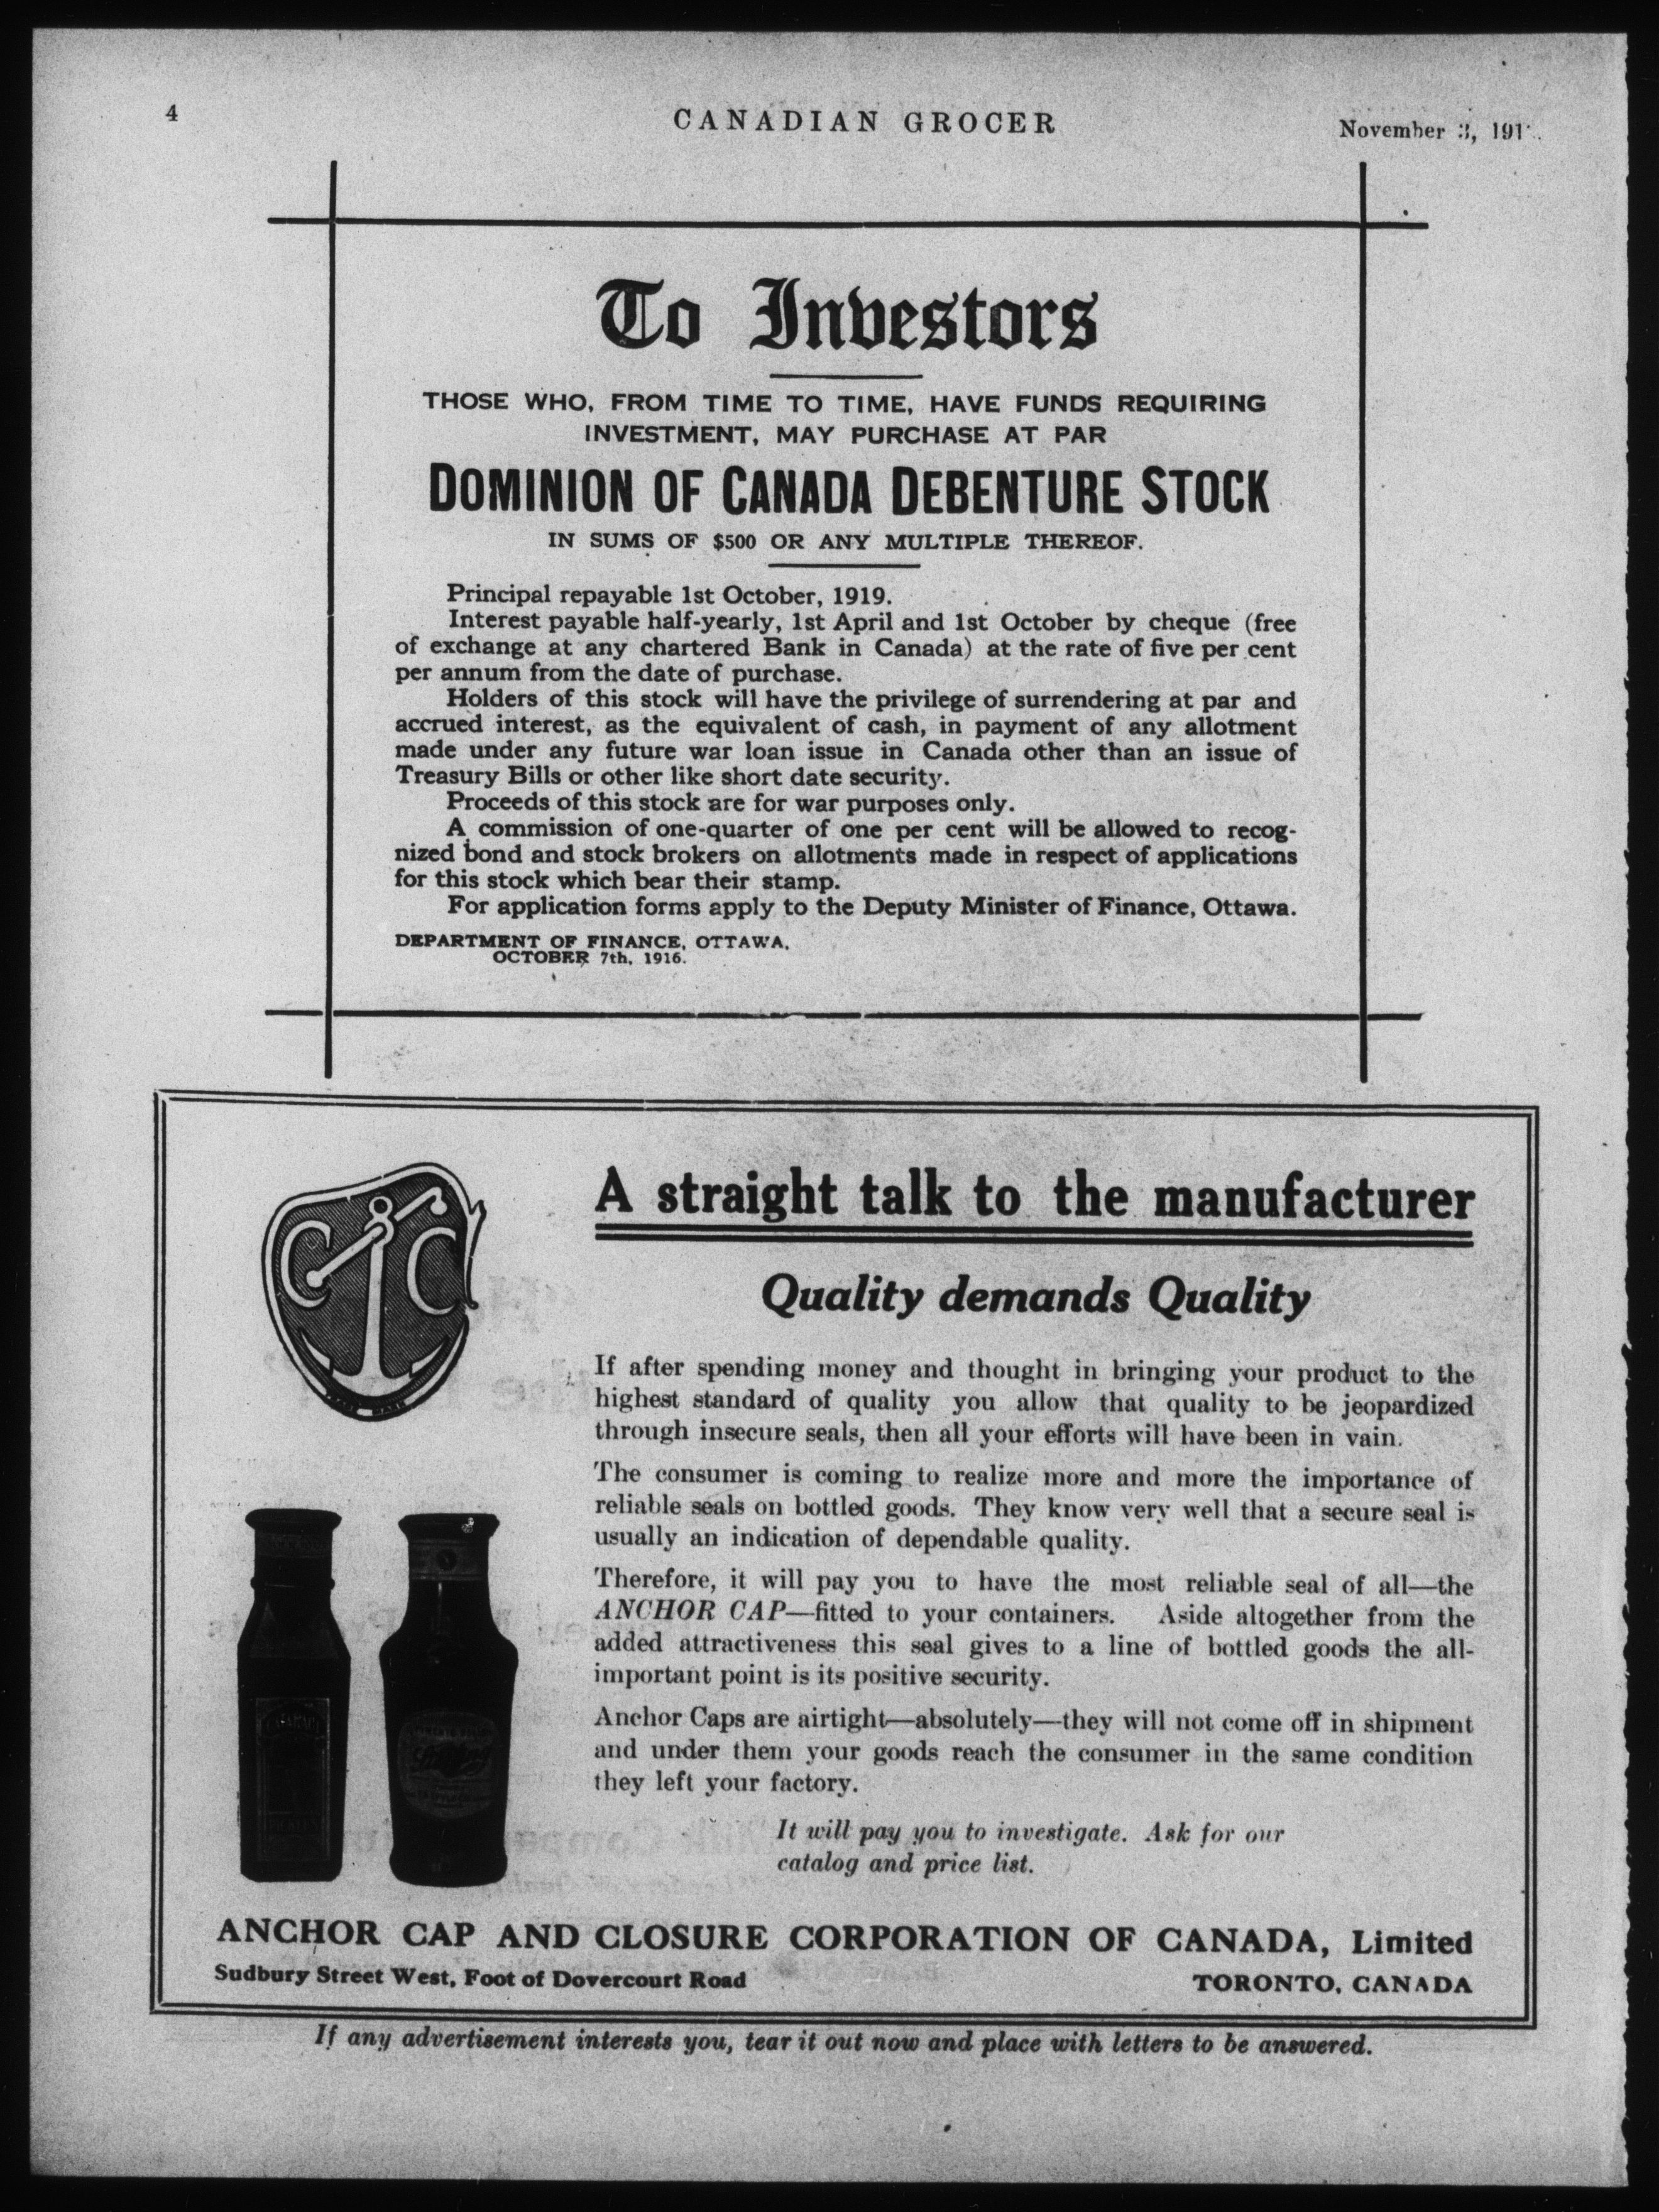 4
CANADIAN GROCER
November 3, 191
To Investors
THOSE WHO, FROM TIME TO TIME, HAVE FUNDS REQUIRING
INVESTMENT, MAY PURCHASE AT PAR
DOMINION OF CANADA DEBENTURE STOCK
IN SUMS OF $500 OR ANY MULTIPLE THEREOF.
Principal repayable 1st October, 1919.
Interest payable half-yearly, 1st April and 1st October by cheque (free
of exchange at any chartered Bank in Canada) at the rate of five per cent
per annum from the date of purchase.
Holders of this stock will have the privilege of surrendering at par and
accrued interest, as the equivalent of cash, in payment of any allotment
made under any future war loan issue in Canada other than an issue of
Treasury Bills or other like short date security.
Proceeds of this stock are for war purposes only.
A commission of one-quarter of one per cent will be allowed to recog-
nized bond and stock brokers on allotments made in respect of applications
for this stock which bear their stamp.
For application forms apply to the Deputy Minister of Finance, Ottawa.
DEPARTMENT OF FINANCE, OTTAWA,
OCTOBER 7th, 1916.
C C
A straight talk to the manufacturer
Quality demands Quality
If after spending money and thought in bringing your product to the
highest standard of quality you allow that quality to be jeopardized
through insecure seals, then all your efforts will have been in vain.
The consumer is coming to realize more and more the importance of
reliable seals on bottled goods. They know very well that a secure seal is
usually an indication of dependable quality.
Therefore, it will pay you to have the most reliable seal of all—the
ANCHOR CAP—fitted to your containers. Aside altogether from the
added attractiveness this seal gives to a line of bottled goods the all-
important point is its positive security.
Anchor Caps are airtight—absolutely—they will not come off in shipment
and under them your goods reach the consumer in the same condition
they left your factory.
It will pay you to investigate. Ask for our
catalog and price list.
ANCHOR CAP AND CLOSURE CORPORATION OF CANADA, Limited
Sudbury Street West, Foot of Dovercourt Road
TORONTO, CANADA
If any advertisement interests you, tear it out now and place with letters to be answered.